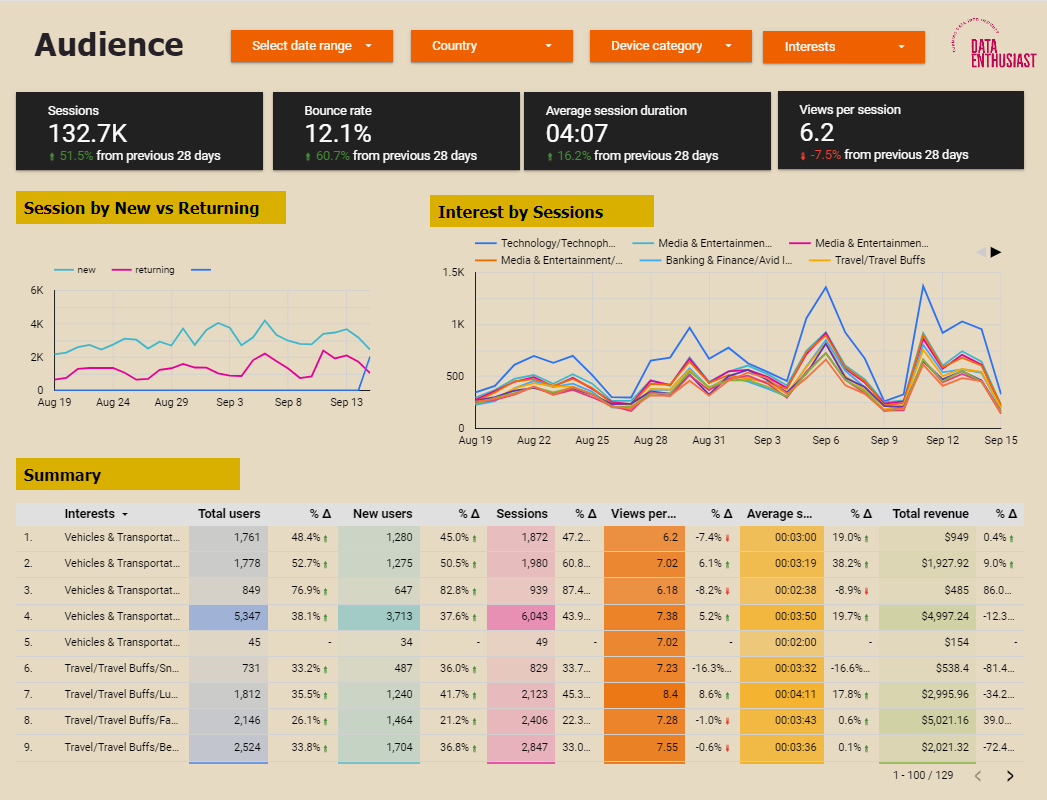 Audience
Select date range
Country
Device category
Interests
DATA
ENTHUSIAST
Sessions
132.7K
51.5% from previous 28 days
Bounce rate
12.1%
60.7% from previous 28 days
Average session duration
04:07
16.2% from previous 28 days
Views per session
6.2
-7.5% from previous 28 days
Session by New vs Returning
new returning
6K
4K
2K
0
Aug 19 Aug 24 Aug 29 Sep 3 Sep 8 Sep 13
Interest by Sessions
Technology/Technoph... Media & Entertainmen... Media & Entertainmen...
Media & Entertainment/... Banking & Finance/Avid I... Travel/Travel Buffs
1.5K
1K
500
0
Aug 19 Aug 22 Aug 25 Aug 28 Aug 31 Sep 3 Sep 6 Sep 9 Sep 12 Sep 15
Summary
Interests Total users % Δ New users % Δ Sessions % Δ Views per... % Δ Average s... % Δ Total revenue % Δ
1. Vehicles & Transportat... 1,761 48.4% 1,280 45.0% 1,872 47.2... 6.2 -7.4% 00:03:00 19.0% $949 0.4%
2. Vehicles & Transportat... 1,778 52.7% 1,275 50.5% 1,980 60.8... 7.02 6.1% 00:03:19 38.2% $1,927.92 9.0%
3. Vehicles & Transportat... 849 76.9% 647 82.8% 939 87.4... 6.18 -8.2% 00:02:38 -8.9% $485 86.0...
4. Vehicles & Transportat... 5,347 38.1% 3,713 37.6% 6,043 43.9... 7.38 5.2% 00:03:50 19.7% $4,997.24 -12.3...
5. Vehicles & Transportat... 45 - 34 - 49 - 7.02 - 00:02:00 - $154 -
6. Travel/Travel Buffs/Sn... 731 33.2% 487 36.0% 829 33.7... 7.23 -16.3%... 00:03:32 -16.6%... $538.4 -81.4...
7. Travel/Travel Buffs/Lu... 1,812 35.5% 1,240 41.7% 2,123 45.3... 8.4 8.6% 00:04:11 17.8% $2,995.96 -34.2...
8. Travel/Travel Buffs/Fa... 2,146 26.1% 1,464 21.2% 2,406 22.3... 7.28 -1.0% 00:03:43 0.6% $5,021.16 39.0...
9. Travel/Travel Buffs/Be... 2,524 33.8% 1,704 36.8% 2,847 33.0... 7.55 -0.6% 00:03:36 0.1% $2,021.32 -72.4...
1 - 100 / 129